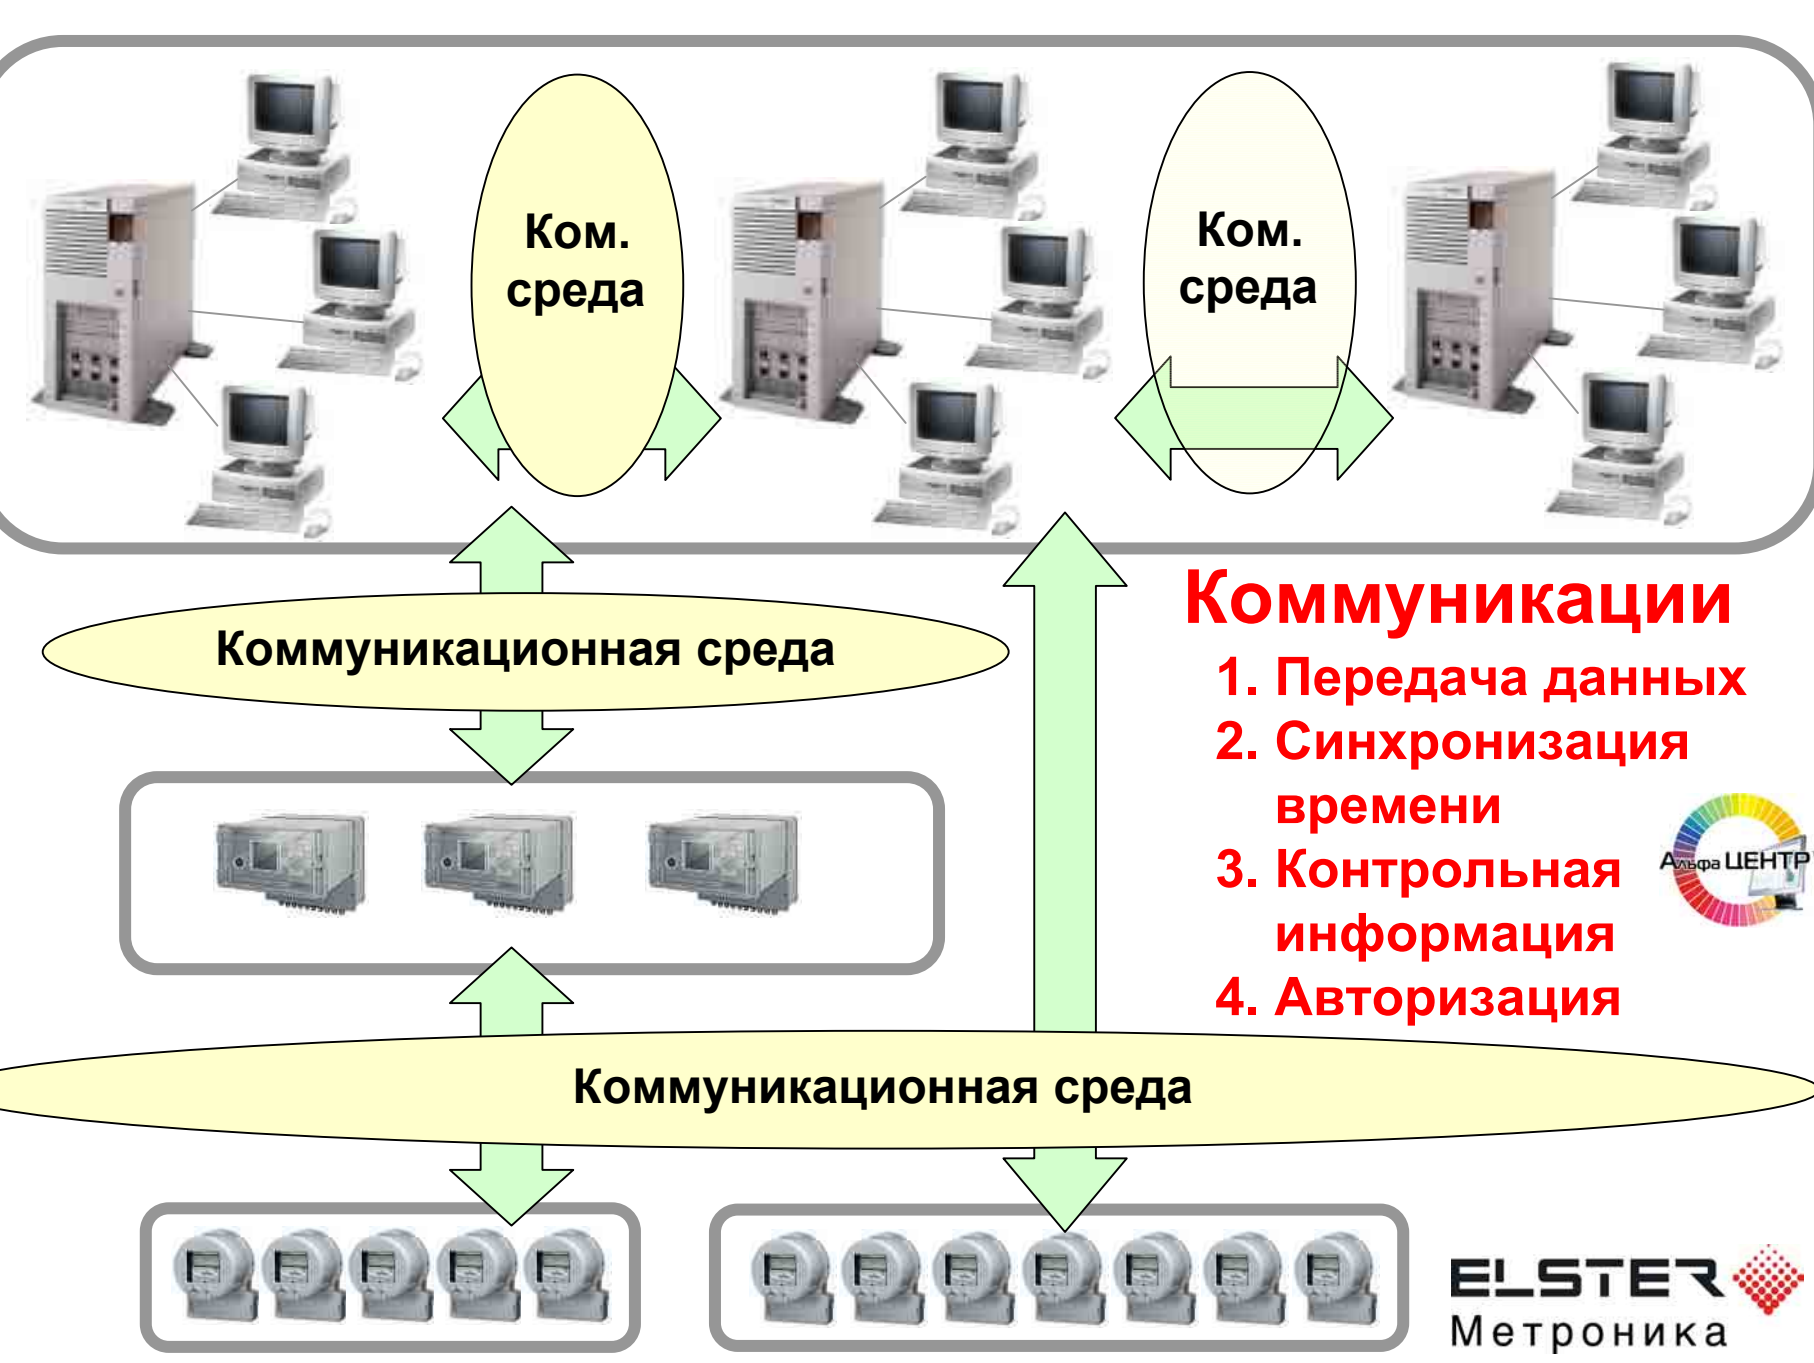 Ком.
среда
Ком.
среда
Коммуникации
Коммуникационная среда
1. Передача данных
2. Синхронизация
времени
3. Контрольная
информация
4. Авторизация
Альфа ЦЕНТР
Коммуникационная среда
ELSTER
Метроника